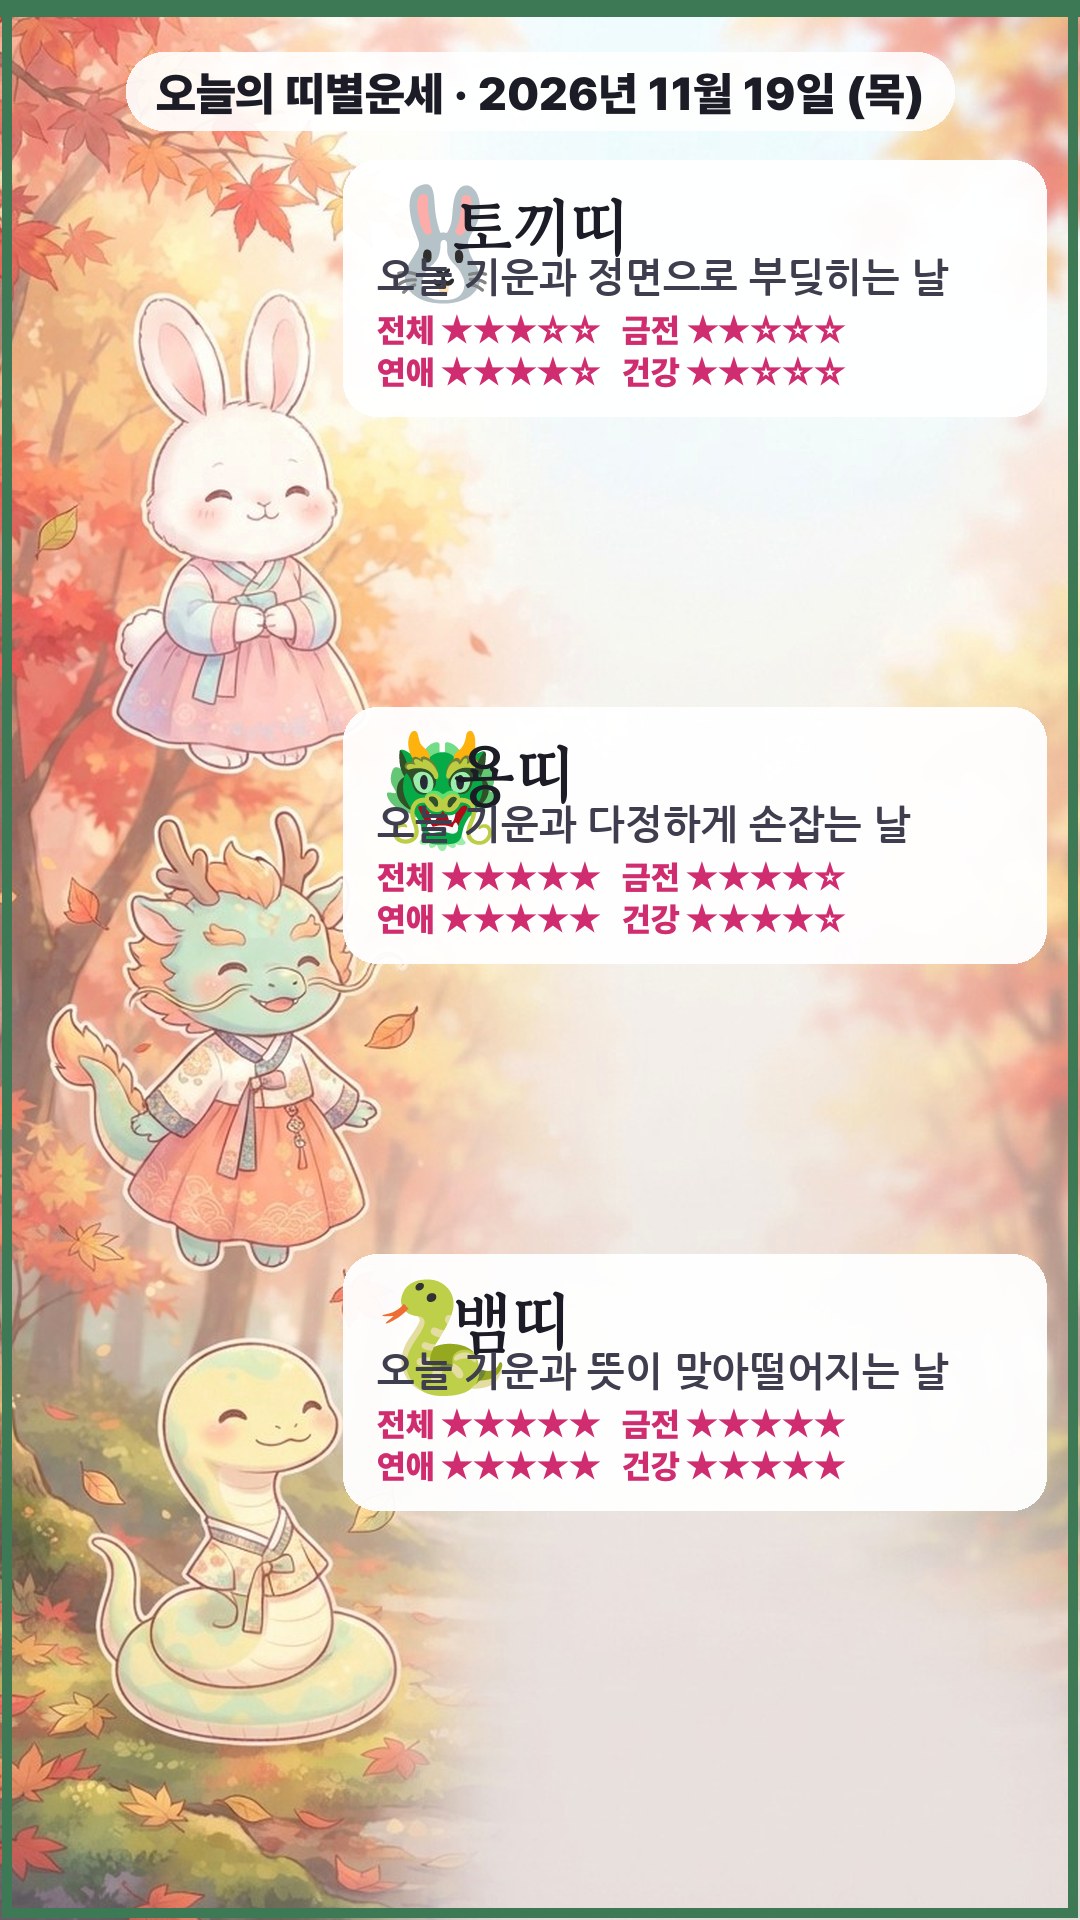 오늘의 띠별운세 · 2026년 11월 19일 (목)
토끼띠
오늘 기운과 정면으로 부딪히는 날
전체 ★★★☆☆ 금전 ★★☆☆☆
연애 ★★★★☆ 건강 ★★☆☆☆
용띠
오늘 기운과 다정하게 손잡는 날
전체 ★★★★★ 금전 ★★★★☆
연애 ★★★★★ 건강 ★★★★☆
뱀띠
오늘 기운과 뜻이 맞아떨어지는 날
전체 ★★★★★ 금전 ★★★★★
연애 ★★★★★ 건강 ★★★★★